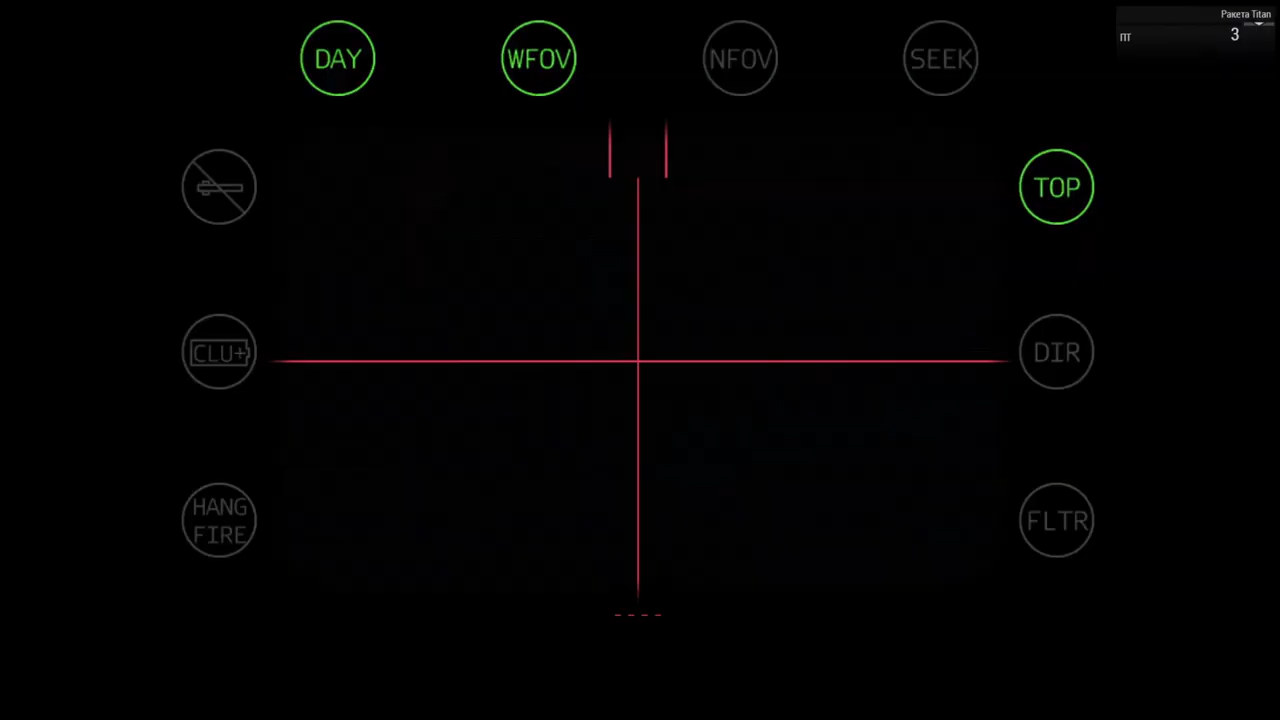 DAY
WFOV
NFOV
SEEK
Ракета Titan
ПТ
3
TOP
CLU+
DIR
HANG
FIRE
FLTR
- - - -